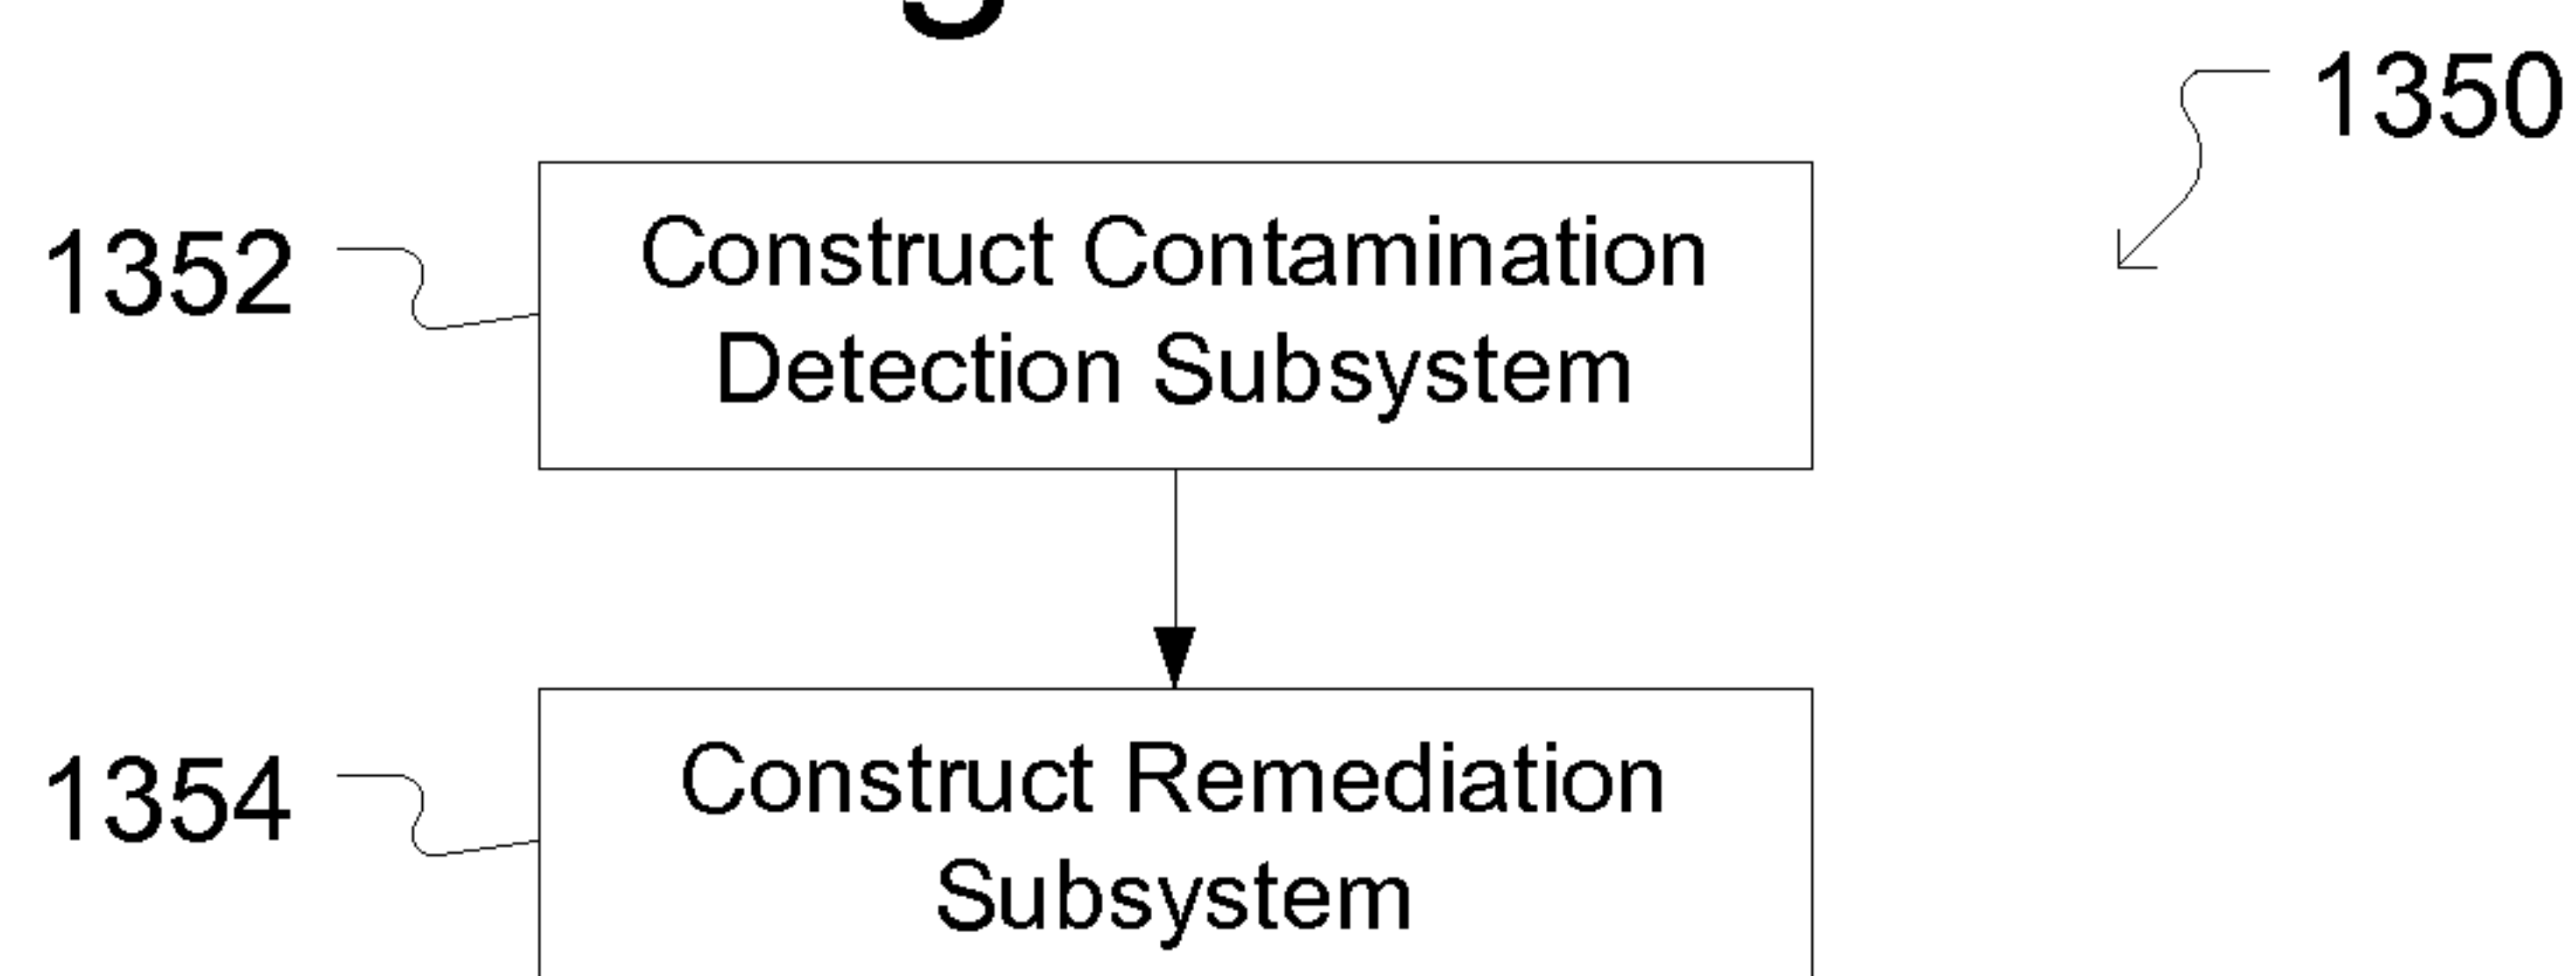 1350
1352
Construct Contamination
Detection Subsystem
1354
Construct Remediation
Subsystem